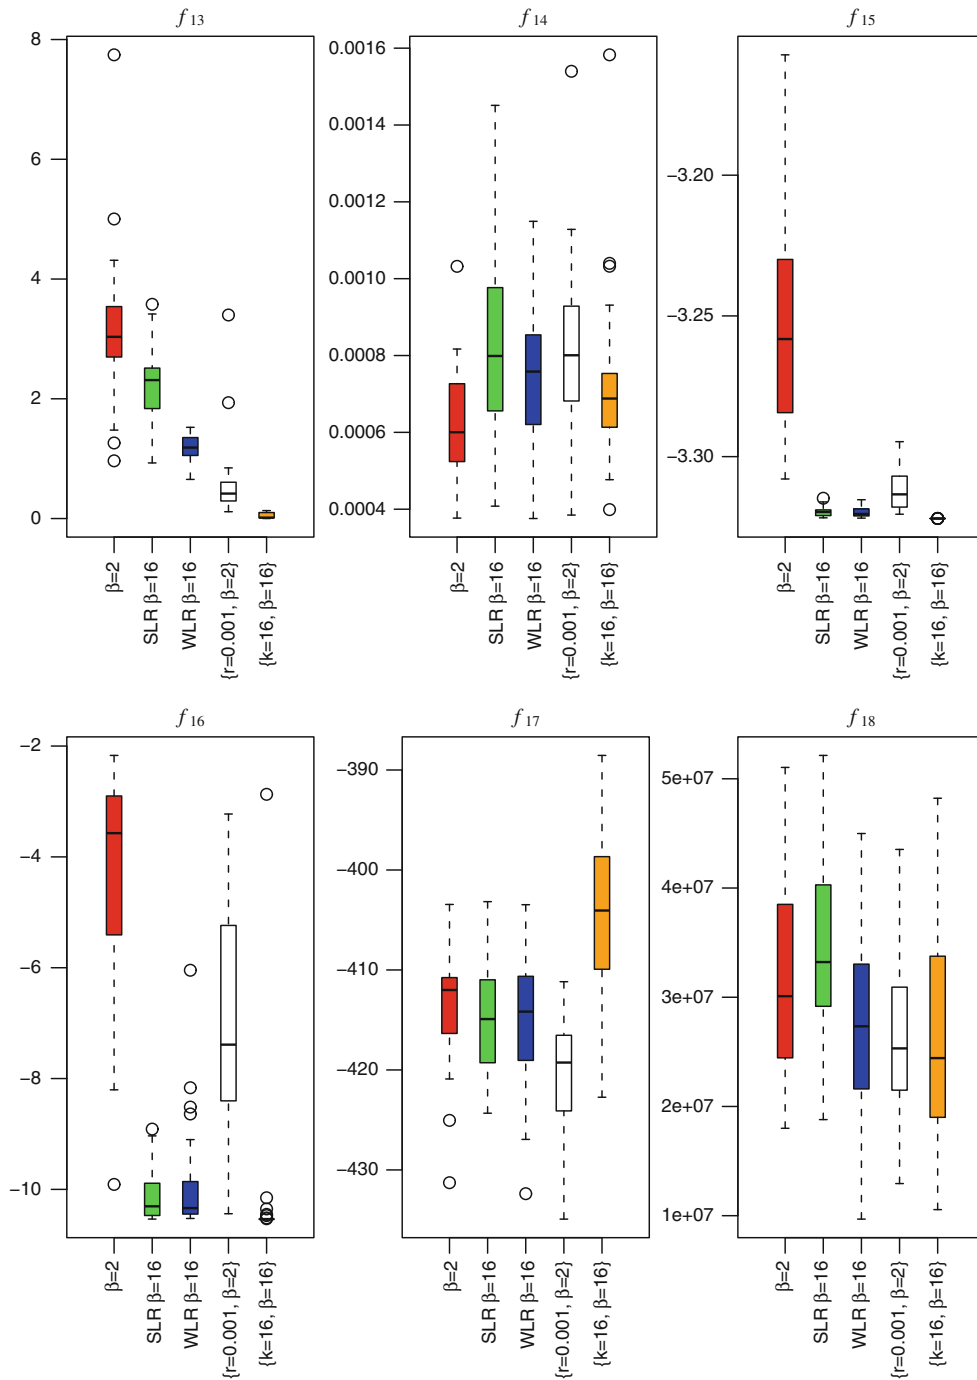 f13
8
6
4
2
0
β=2
SLR β=16
WLR β=16
{r=0.001, β=2}
{k=16, β=16}
f14
0.0016
0.0014
0.0012
0.0010
0.0008
0.0006
0.0004
β=2
SLR β=16
WLR β=16
{r=0.001, β=2}
{k=16, β=16}
f15
−3.20
−3.25
−3.30
β=2
SLR β=16
WLR β=16
{r=0.001, β=2}
{k=16, β=16}
f16
−2
−4
−6
−8
−10
β=2
SLR β=16
WLR β=16
{r=0.001, β=2}
{k=16, β=16}
f17
−390
−400
−410
−420
−430
β=2
SLR β=16
WLR β=16
{r=0.001, β=2}
{k=16, β=16}
f18
5e+07
4e+07
3e+07
2e+07
1e+07
β=2
SLR β=16
WLR β=16
{r=0.001, β=2}
{k=16, β=16}